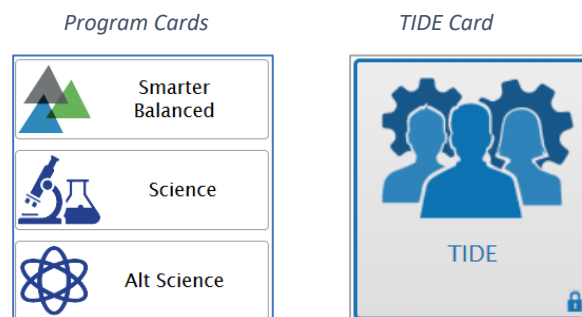 Program Cards
TIDE Card
Smarter
Balanced
Science
Alt Science
TIDE